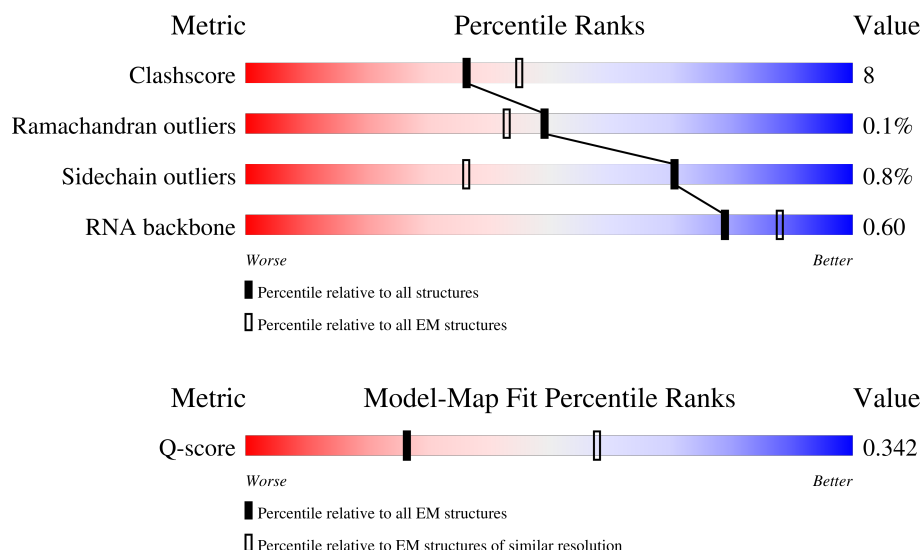 Metric Percentile Ranks Value
Clashscore 8
Ramachandran outliers 0.1%
Sidechain outliers 0.8%
RNA backbone 0.60
Worse Better
Percentile relative to all structures
Percentile relative to all EM structures
Metric Model-Map Fit Percentile Ranks Value
Q-score 0.342
Worse Better
Percentile relative to all EM structures
Percentile relative to EM structures of similar resolution